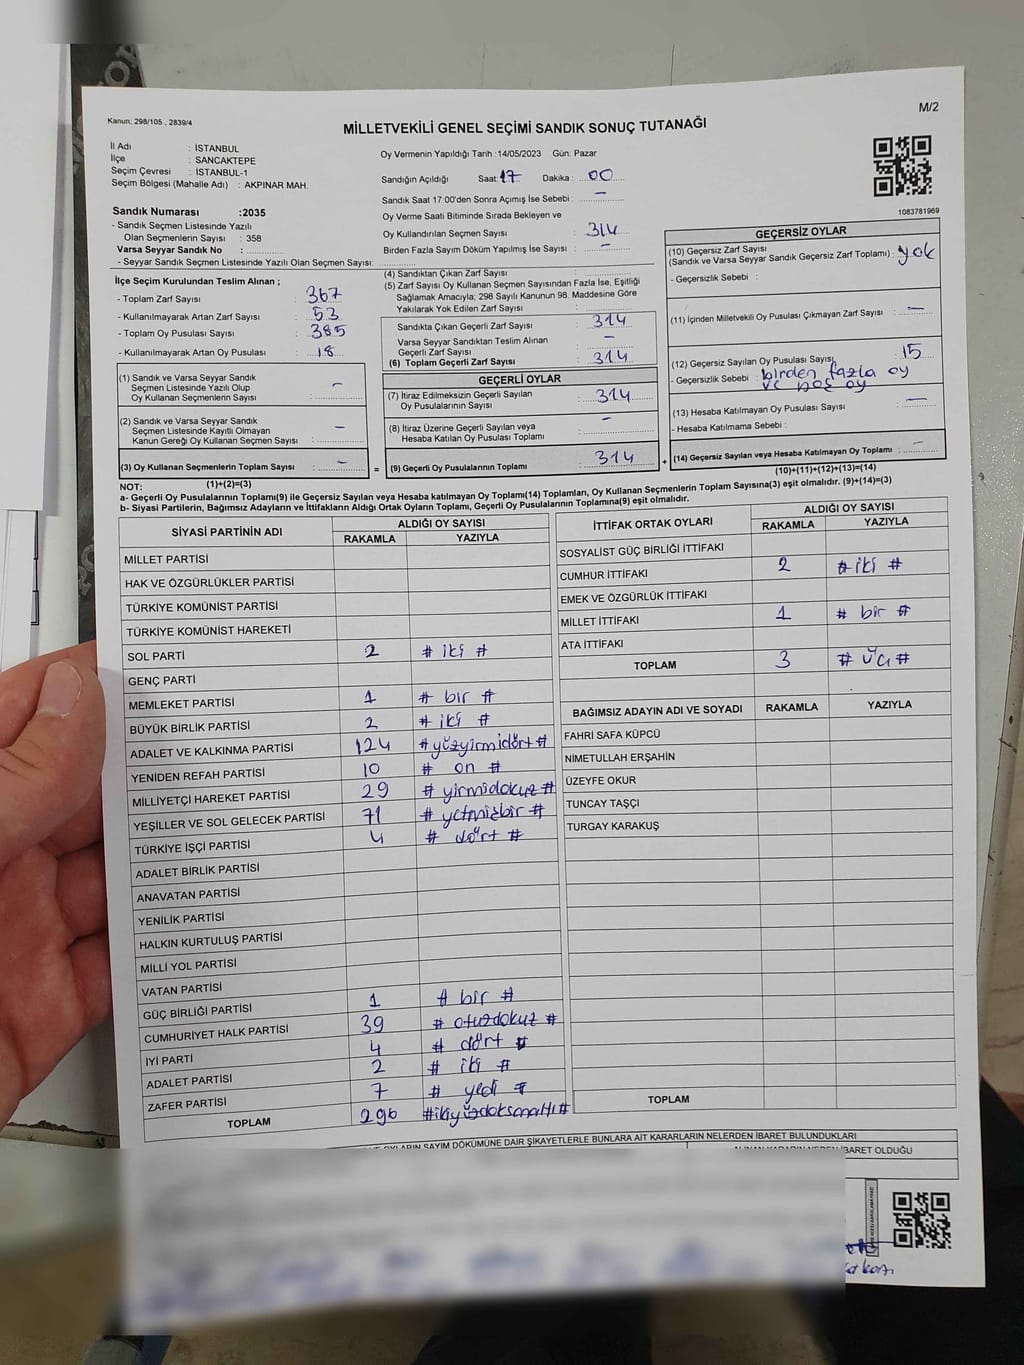 Kanun; 298/105 , 2839/4
M/2
MİLLETVEKİLİ GENEL SEÇİMİ SANDIK SONUÇ TUTANAĞI
İl Adı : İSTANBUL
İlçe : SANCAKTEPE
Seçim Çevresi : İSTANBUL-1
Seçim Bölgesi (Mahalle Adı) : AKPINAR MAH.
Sandık Numarası :2035
- Sandık Seçmen Listesinde Yazılı
Olan Seçmenlerin Sayısı : 358
Varsa Seyyar Sandık No :
- Seyyar Sandık Seçmen Listesinde Yazılı Olan Seçmen Sayısı:
Oy Vermenin Yapıldığı Tarih :14/05/2023 Gün: Pazar
Sandığın Açıldığı Saat: 17 Dakika : 00
Sandık Saat 17:00'den Sonra Açımış İse Sebebi : —
Oy Verme Saati Bitiminde Sırada Bekleyen ve
Oy Kullandırılan Seçmen Sayısı : 314
Birden Fazla Sayım Döküm Yapılmış İse Sayısı : —
1083781969
İlçe Seçim Kurulundan Teslim Alınan ;
- Toplam Zarf Sayısı : 367
- Kullanılmayarak Artan Zarf Sayısı : 53
- Toplam Oy Pusulası Sayısı : 385
- Kullanılmayarak Artan Oy Pusulası : 18
(1) Sandık ve Varsa Seyyar Sandık
Seçmen Listesinde Yazılı Olup
Oy Kullanan Seçmenlerin Sayısı : —
(2) Sandık ve Varsa Seyyar Sandık
Seçmen Listesinde Kayıtlı Olmayan
Kanun Gereği Oy Kullanan Seçmen Sayısı : —
(3) Oy Kullanan Seçmenlerin Toplam Sayısı : —
(1)+(2)=(3)
(4) Sandıktan Çıkan Zarf Sayısı :
(5) Zarf Sayısı Oy Kullanan Seçmen Sayısından Fazla İse, Eşitliği
Sağlamak Amacıyla; 298 Sayılı Kanunun 98. Maddesine Göre
Yakılarak Yok Edilen Zarf Sayısı :
Sandıkta Çıkan Geçerli Zarf Sayısı : 314
Varsa Seyyar Sandıktan Teslim Alınan
Geçerli Zarf Sayısı : —
(6) Toplam Geçerli Zarf Sayısı : 314
GEÇERLİ OYLAR
(7) İtiraz Edilmeksizin Geçerli Sayılan
Oy Pusulalarının Sayısı : 314
(8) İtiraz Üzerine Geçerli Sayılan veya
Hesaba Katılan Oy Pusulası Toplamı : —
= (9) Geçerli Oy Pusulalarının Toplamı : 314 +
GEÇERSİZ OYLAR
(10) Geçersiz Zarf Sayısı
(Sandık ve Varsa Seyyar Sandık Geçersiz Zarf Toplamı) : yok
- Geçersizlik Sebebi :
(11) İçinden Milletvekili Oy Pusulası Çıkmayan Zarf Sayısı : —
(12) Geçersiz Sayılan Oy Pusulası Sayısı : 15
- Geçersizlik Sebebi : birden fazla oy
ve boş oy
(13) Hesaba Katılmayan Oy Pusulası Sayısı : —
- Hesaba Katılmama Sebebi :
(14) Geçersiz Sayılan veya Hesaba Katılmayan Oy Toplamı : —
(10)+(11)+(12)+(13)=(14)
NOT:
a- Geçerli Oy Pusulalarının Toplamı(9) ile Geçersiz Sayılan veya Hesaba katılmayan Oy Toplamı(14) Toplamları, Oy Kullanan Seçmenlerin Toplam Sayısına(3) eşit olmalıdır. (9)+(14)=(3)
b- Siyasi Partilerin, Bağımsız Adayların ve İttifakların Aldığı Ortak Oyların Toplamı, Geçerli Oy Pusulalarının Toplamına(9) eşit olmalıdır.
SİYASİ PARTİNİN ADI ALDIĞI OY SAYISI
RAKAMLA YAZIYLA
MİLLET PARTİSİ
HAK VE ÖZGÜRLÜKLER PARTİSİ
TÜRKİYE KOMÜNİST PARTİSİ
TÜRKİYE KOMÜNİST HAREKETİ
SOL PARTİ 2 # iki #
GENÇ PARTİ
MEMLEKET PARTİSİ 1 # bir #
BÜYÜK BİRLİK PARTİSİ 2 # iki #
ADALET VE KALKINMA PARTİSİ 124 #yüzyirmidört#
YENİDEN REFAH PARTİSİ 10 # on #
MİLLİYETÇİ HAREKET PARTİSİ 29 # yirmidokuz #
YEŞİLLER VE SOL GELECEK PARTİSİ 71 # yetmişbir #
TÜRKİYE İŞÇİ PARTİSİ 4 # dört #
ADALET BİRLİK PARTİSİ
ANAVATAN PARTİSİ
YENİLİK PARTİSİ
HALKIN KURTULUŞ PARTİSİ
MİLLİ YOL PARTİSİ
VATAN PARTİSİ
GÜÇ BİRLİĞİ PARTİSİ 1 # bir #
CUMHURİYET HALK PARTİSİ 39 # otuzdokuz #
İYİ PARTİ 4 # dört #
ADALET PARTİSİ 2 # iki #
ZAFER PARTİSİ 7 # yedi #
TOPLAM 296 #ikiyüzdoksanaltı#
İTTİFAK ORTAK OYLARI ALDIĞI OY SAYISI
RAKAMLA YAZIYLA
SOSYALİST GÜÇ BİRLİĞİ İTTİFAKI
CUMHUR İTTİFAKI 2 # iki #
EMEK VE ÖZGÜRLÜK İTTİFAKI
MİLLET İTTİFAKI 1 # bir #
ATA İTTİFAKI
TOPLAM 3 # üç #
BAĞIMSIZ ADAYIN ADI VE SOYADI RAKAMLA YAZIYLA
FAHRİ SAFA KÜPCÜ
NİMETULLAH ERŞAHİN
ÜZEYFE OKUR
TUNCAY TAŞÇI
TURGAY KARAKUŞ
TOPLAM
OYLARIN SAYIM DÖKÜMÜNE DAİR ŞİKAYETLERLE BUNLARA AİT KARARLARIN NELERDEN İBARET BULUNDUKLARI
İBARET OLDUĞU